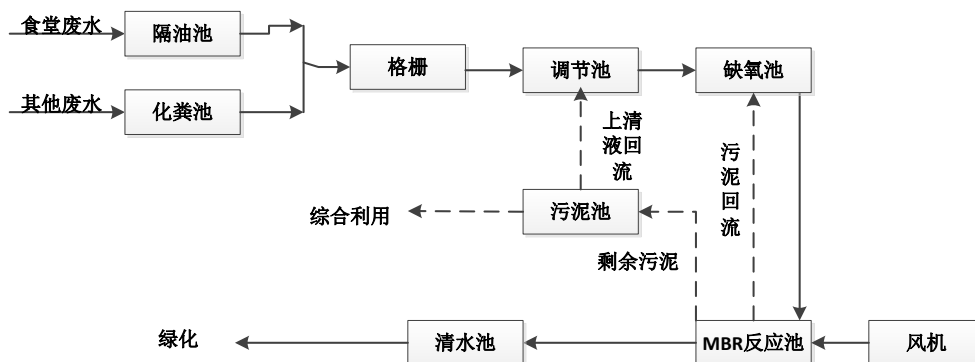 食堂废水
隔油池
其他废水
化粪池
格栅
调节池
缺氧池
上清
液回
流
污
泥
回
流
综合利用
污泥池
剩余污泥
绿化
清水池
MBR反应池
风机